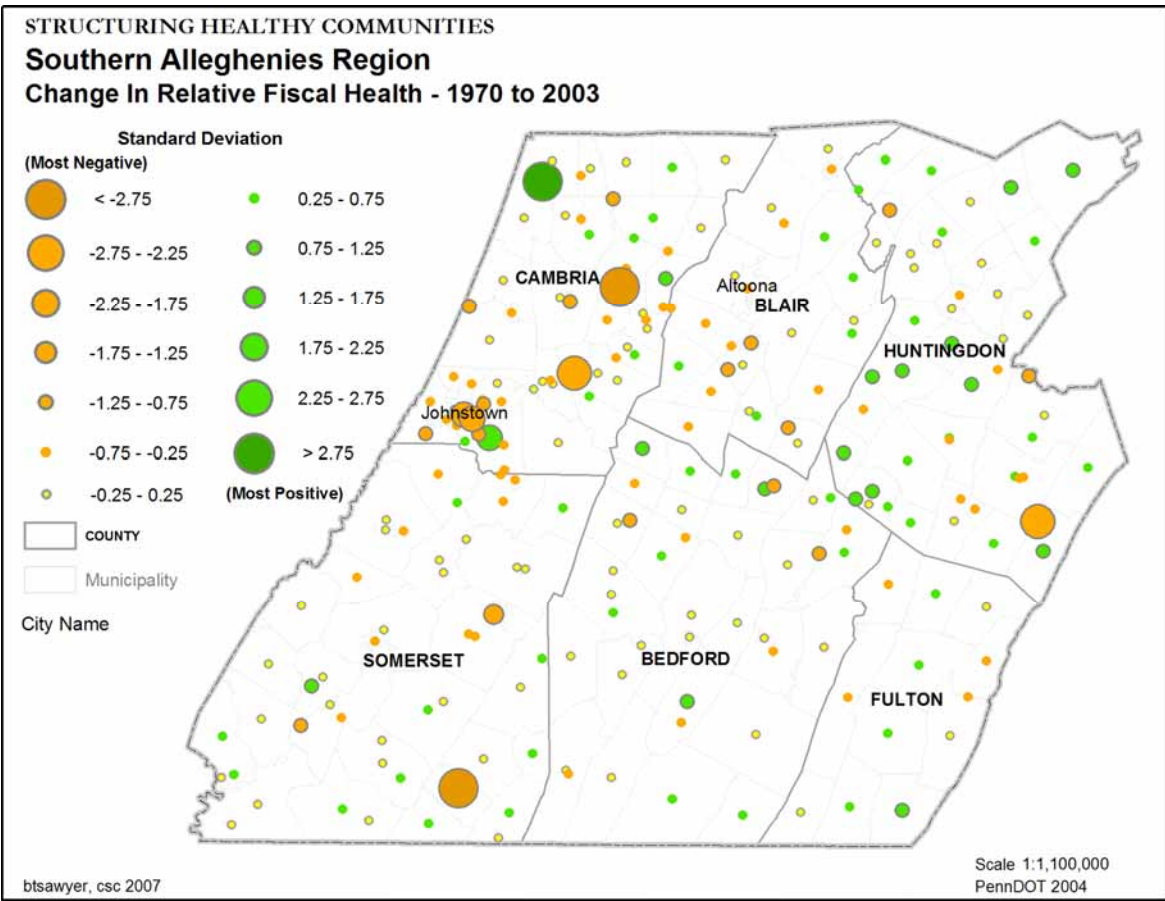 STRUCTURING HEALTHY COMMUNITIES
Southern Alleghenies Region
Change In Relative Fiscal Health - 1970 to 2003
Standard Deviation
(Most Negative)
< -2.75
-2.75 - -2.25
-2.25 - -1.75
-1.75 - -1.25
-1.25 - -0.75
-0.75 - -0.25
-0.25 - 0.25
0.25 - 0.75
0.75 - 1.25
1.25 - 1.75
1.75 - 2.25
2.25 - 2.75
> 2.75
(Most Positive)
COUNTY
Municipality
City Name
CAMBRIA
Altoona
BLAIR
HUNTINGDON
Johnstown
SOMERSET
BEDFORD
FULTON
btsawyer, csc 2007
Scale 1:1,100,000
PennDOT 2004